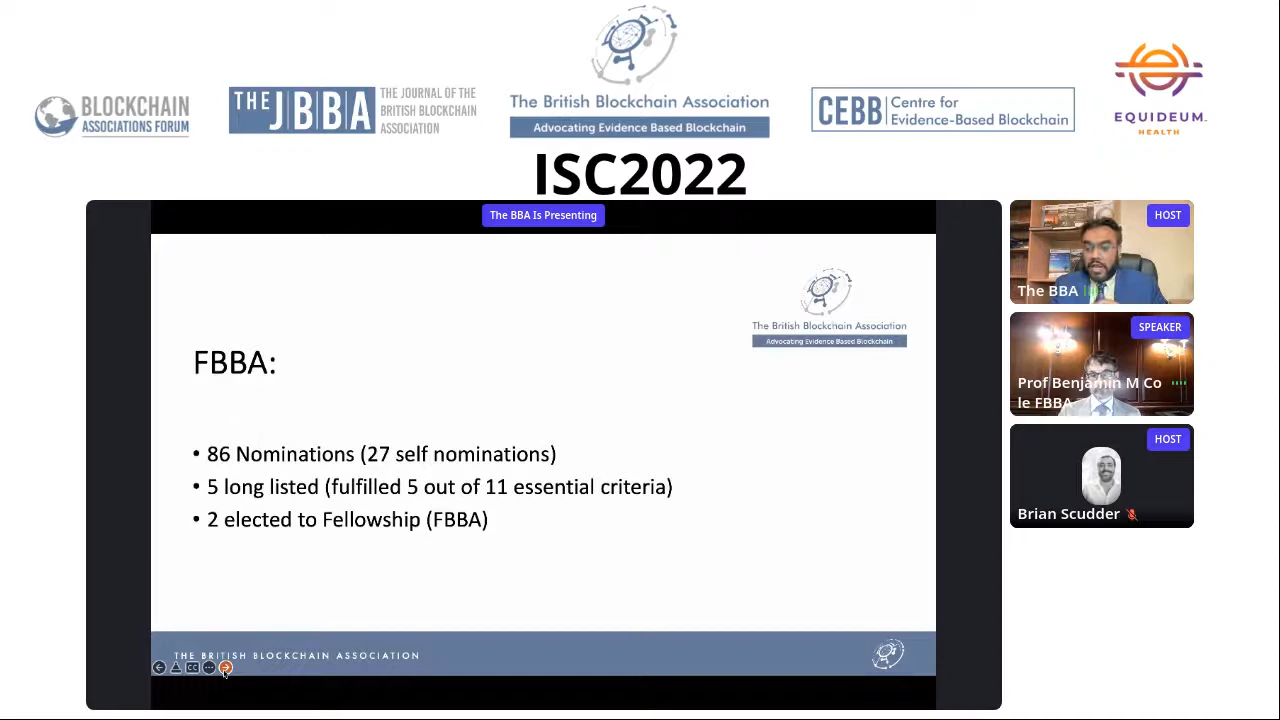 BLOCKCHAIN
ASSOCIATIONS FORUM
THE JBBA
THE JOURNAL OF THE
BRITISH BLOCKCHAIN
ASSOCIATION
The British Blockchain Association
Advocating Evidence Based Blockchain
CEBB
Centre for
Evidence-Based Blockchain
EQUIDEUM.
HEALTH
ISC2022
The BBA Is Presenting
The British Blockchain Association
Advocating Evidence Based Blockchain
FBBA:
• 86 Nominations (27 self nominations)
• 5 long listed (fulfilled 5 out of 11 essential criteria)
• 2 elected to Fellowship (FBBA)
THE BRITISH BLOCKCHAIN ASSOCIATION
CC
HOST
The BBA
SPEAKER
Prof Benjamin M Co
le FBBA
HOST
Brian Scudder